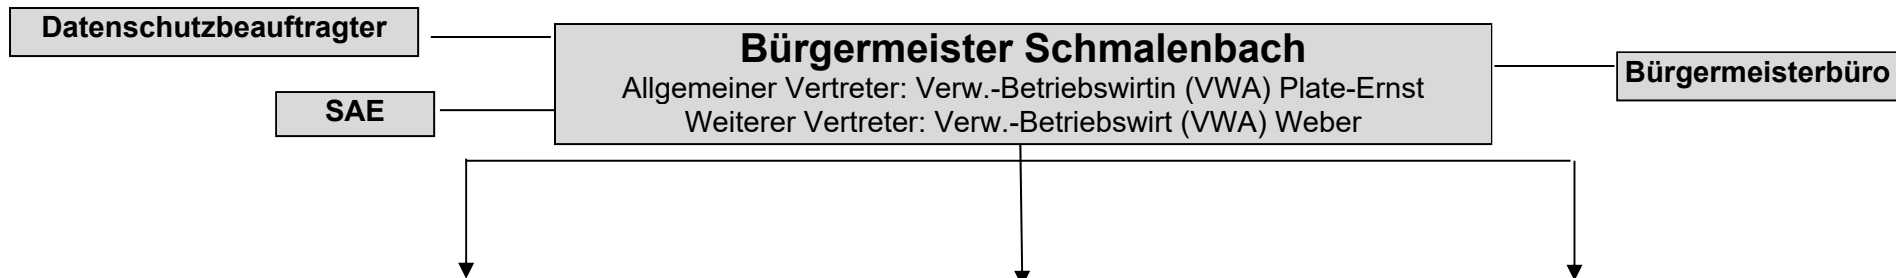 Datenschutzbeauftragter
Bürgermeister Schmalenbach
Allgemeiner Vertreter: Verw.-Betriebswirtin (VWA) Plate-Ernst
Weiterer Vertreter: Verw.-Betriebswirt (VWA) Weber
SAE
Bürgermeisterbüro